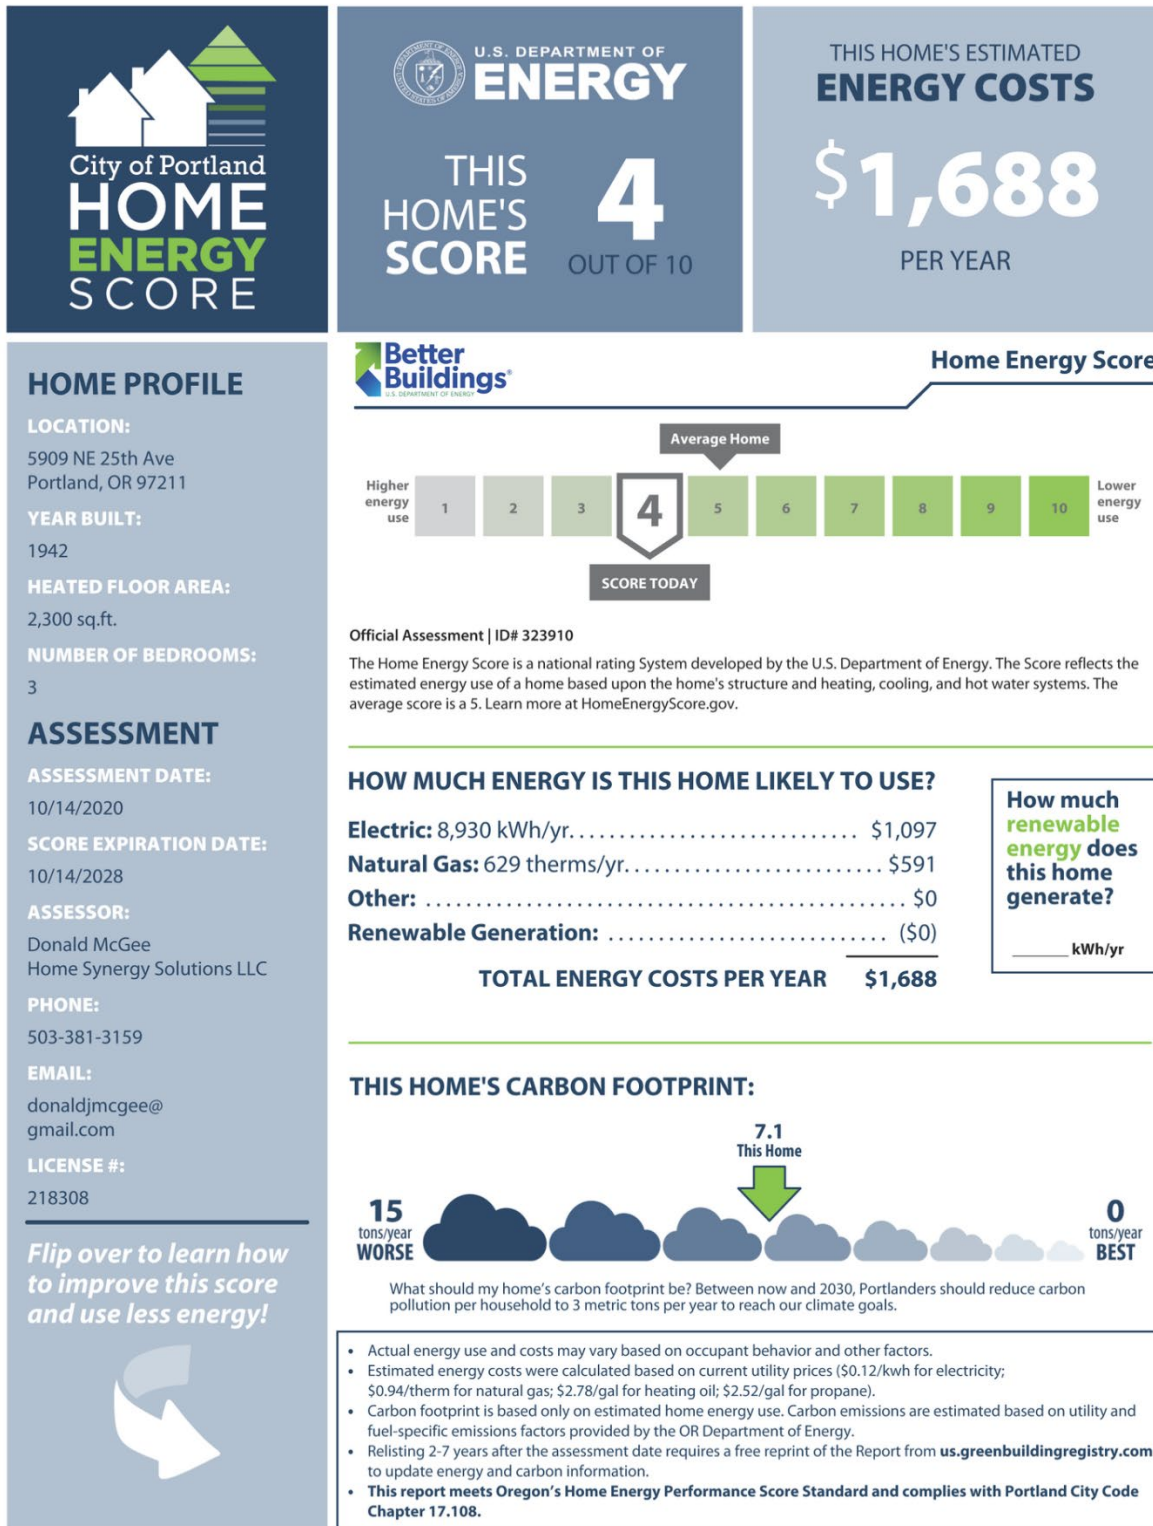 City of Portland
HOME
ENERGY
SCORE
U.S. DEPARTMENT OF
ENERGY
THIS
HOME'S
SCORE
4
OUT OF 10
THIS HOME'S ESTIMATED
ENERGY COSTS
$1,688
PER YEAR
HOME PROFILE
LOCATION:
5909 NE 25th Ave
Portland, OR 97211
YEAR BUILT:
1942
HEATED FLOOR AREA:
2,300 sq.ft.
NUMBER OF BEDROOMS:
3
ASSESSMENT
ASSESSMENT DATE:
10/14/2020
SCORE EXPIRATION DATE:
10/14/2028
ASSESSOR:
Donald McGee
Home Synergy Solutions LLC
PHONE:
503-381-3159
EMAIL:
donaldjmcgee@
gmail.com
LICENSE #:
218308
Flip over to learn how
to improve this score
and use less energy!
Better
Buildings®
U.S. DEPARTMENT OF ENERGY
Home Energy Score
Average Home
Higher
energy
use
1 2 3 4 5 6 7 8 9 10
Lower
energy
use
SCORE TODAY
Official Assessment | ID# 323910
The Home Energy Score is a national rating System developed by the U.S. Department of Energy. The Score reflects the
estimated energy use of a home based upon the home's structure and heating, cooling, and hot water systems. The
average score is a 5. Learn more at HomeEnergyScore.gov.
HOW MUCH ENERGY IS THIS HOME LIKELY TO USE?
Electric: 8,930 kWh/yr............................. $1,097
Natural Gas: 629 therms/yr.......................... $591
Other: ................................................ $0
Renewable Generation: ............................ ($0)
TOTAL ENERGY COSTS PER YEAR $1,688
How much
renewable
energy does
this home
generate?
______ kWh/yr
THIS HOME'S CARBON FOOTPRINT:
7.1
This Home
15
tons/year
WORSE
0
tons/year
BEST
What should my home's carbon footprint be? Between now and 2030, Portlanders should reduce carbon
pollution per household to 3 metric tons per year to reach our climate goals.
• Actual energy use and costs may vary based on occupant behavior and other factors.
• Estimated energy costs were calculated based on current utility prices ($0.12/kwh for electricity;
$0.94/therm for natural gas; $2.78/gal for heating oil; $2.52/gal for propane).
• Carbon footprint is based only on estimated home energy use. Carbon emissions are estimated based on utility and
fuel-specific emissions factors provided by the OR Department of Energy.
• Relisting 2-7 years after the assessment date requires a free reprint of the Report from us.greenbuildingregistry.com
to update energy and carbon information.
• This report meets Oregon's Home Energy Performance Score Standard and complies with Portland City Code
Chapter 17.108.